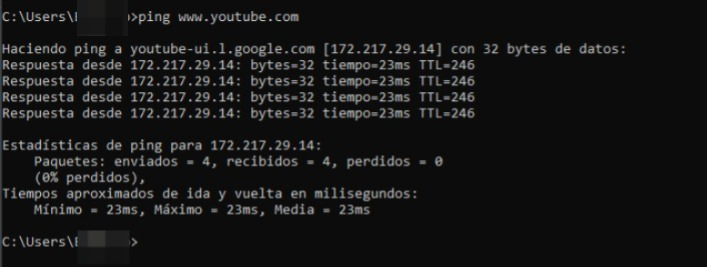 C:\Users\ >ping www.youtube.com
Haciendo ping a youtube-ui.l.google.com [172.217.29.14] con 32 bytes de datos:
Respuesta desde 172.217.29.14: bytes=32 tiempo=23ms TTL=246
Respuesta desde 172.217.29.14: bytes=32 tiempo=23ms TTL=246
Respuesta desde 172.217.29.14: bytes=32 tiempo=23ms TTL=246
Respuesta desde 172.217.29.14: bytes=32 tiempo=23ms TTL=246
Estadísticas de ping para 172.217.29.14:
Paquetes: enviados = 4, recibidos = 4, perdidos = 0
(0% perdidos),
Tiempos aproximados de ida y vuelta en milisegundos:
Mínimo = 23ms, Máximo = 23ms, Media = 23ms
C:\Users\ >